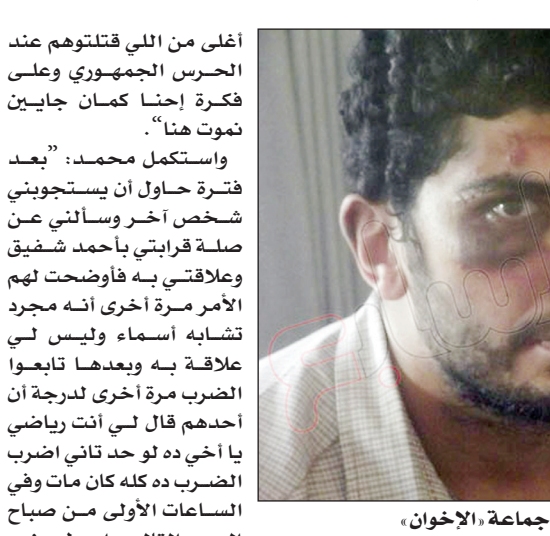 أغلى من اللي قتلتوهم عند
الحرس الجمهوري وعلى
فكرة إحنا كمان جايين
نموت هنا“.
واستكمل محمد: ”بعد
فترة حاول أن يستجوبني
شخص آخر وسألني عن
صلة قرابتي بأحمد شفيق
وعلاقتي به فأوضحت لهم
الأمر مرة أخرى أنه مجرد
تشابه أسماء وليس لي
علاقة به وبعدها تابعوا
الضرب مرة أخرى لدرجة أن
أحدهم قال لي أنت رياضي
يا أخي ده لو حد تاني اضرب
الضرب ده كله كان مات وفي
الساعات الأولى من صباح
جماعة «الإخوان»